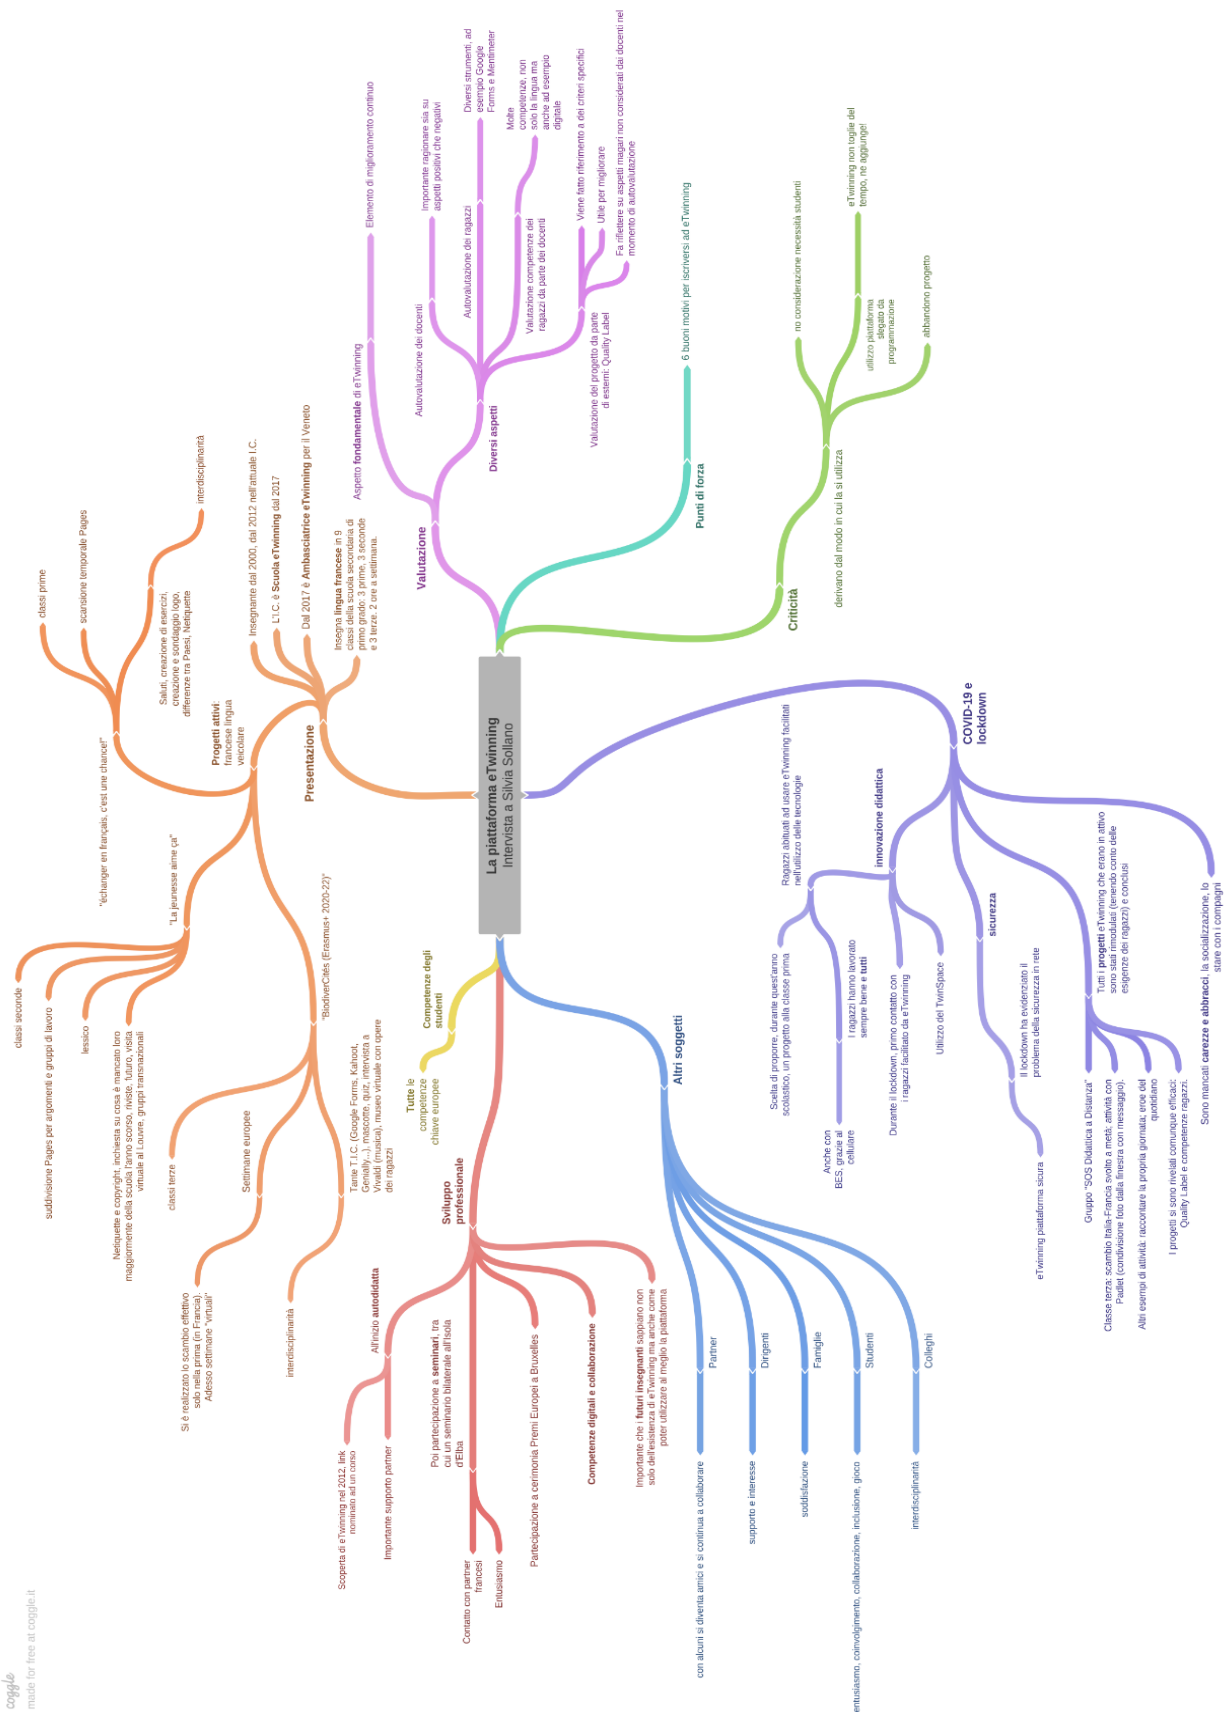 La piattaforma eTwinning
Intervista a Silvia Sollano
Presentazione
Insegnante dal 2000, dal 2012 nell'attuale I.C.
L'I.C. è Scuola eTwinning dal 2017
Dal 2017 è Ambasciatrice eTwinning per il Veneto
Insegna lingua francese in 9
classi della scuola secondaria di
primo grado: 3 prime, 3 seconde
e 3 terze. 2 ore a settimana.
Progetti attivi:
francese lingua
veicolare
"échanger en français, c'est une chance!"
classi prime
scansione temporale Pages
Saluti, creazione di esercizi,
creazione e sondaggio logo,
differenze tra Paesi, Netiquette
interdisciplinarità
"La jeunesse aime ça"
classi seconde
suddivisione Pages per argomenti e gruppi di lavoro
lessico
Netiquette e copyright, inchiesta su cosa è mancato loro
maggiormente della scuola l'anno scorso, riviste, futuro, visita
virtuale al Louvre, gruppi transnazionali
"BiodiverCités (Erasmus+ 2020-22)"
classi terze
Settimane europee
Si è realizzato lo scambio effettivo
solo nella prima (in Francia).
Adesso settimane "virtuali"
Tante T.I.C. (Google Forms, Kahoot,
Genially...), mascotte, quiz, intervista a
Vivaldi (musica), museo virtuale con opere
dei ragazzi
interdisciplinarità
Valutazione
Aspetto fondamentale di eTwinning
Elemento di miglioramento continuo
Diversi aspetti
Autovalutazione dei docenti
Importante ragionare sia su
aspetti positivi che negativi
Autovalutazione dei ragazzi
Diversi strumenti, ad
esempio Google
Forms e Mentimeter
Valutazione competenze dei
ragazzi da parte dei docenti
Molte
competenze, non
solo la lingua ma
anche ad esempio
digitale
Valutazione del progetto da parte
di esterni: Quality Label
Viene fatto riferimento a dei criteri specifici
Utile per migliorare
Fa riflettere su aspetti magari non considerati dai docenti nel
momento di autovalutazione
Punti di forza
6 buoni motivi per iscriversi ad eTwinning
Criticità
derivano dal modo in cui la si utilizza
no considerazione necessità studenti
utilizzo piattaforma
slegato da
programmazione
eTwinning non toglie del
tempo, ne aggiunge!
abbandono progetto
COVID-19 e
lockdown
innovazione didattica
Ragazzi abituati ad usare eTwinning facilitati
nell'utilizzo delle tecnologie
Scelta di proporre, durante quest'anno
scolastico, un progetto alla classe prima
I ragazzi hanno lavorato
sempre bene e tutti
Anche con
BES, grazie al
cellulare
Durante il lockdown, primo contatto con
i ragazzi facilitato da eTwinning
Utilizzo del TwinSpace
sicurezza
Il lockdown ha evidenziato il
problema della sicurezza in rete
eTwinning piattaforma sicura
Tutti i progetti eTwinning che erano in attivo
sono stati rimodulati (tenendo conto delle
esigenze dei ragazzi) e conclusi
Gruppo "SOS Didattica a Distanza"
Classe terza: scambio Italia-Francia svolto a metà; attività con
Padlet (condivisione foto dalla finestra con messaggio).
Altri esempi di attività: raccontare la propria giornata; eroe del
quotidiano
I progetti si sono rivelati comunque efficaci:
Quality Label e competenze ragazzi.
Sono mancati carezze e abbracci, la socializzazione, lo
stare con i compagni
Altri soggetti
Partner
con alcuni si diventa amici e si continua a collaborare
Dirigenti
supporto e interesse
Famiglie
soddisfazione
Studenti
entusiasmo, coinvolgimento, collaborazione, inclusione, gioco
Colleghi
interdisciplinarità
Sviluppo
professionale
All'inizio autodidatta
Scoperta di eTwinning nel 2012, link
nominato ad un corso
Importante supporto partner
Poi partecipazione a seminari, tra
cui un seminario bilaterale all'Isola
d'Elba
Contatto con partner
francesi
Entusiasmo
Partecipazione a cerimonia Premi Europei a Bruxelles
Competenze digitali e collaborazione
Importante che i futuri insegnanti sappiano non
solo dell'esistenza di eTwinning ma anche come
poter utilizzare al meglio la piattaforma
Competenze degli
studenti
Tutte le
competenze
chiave europee
coggle
made for free at coggle.it